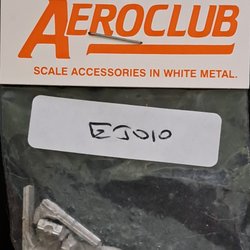 AEROCLUB
SCALE ACCESSORIES IN WHITE METAL.
EJ010